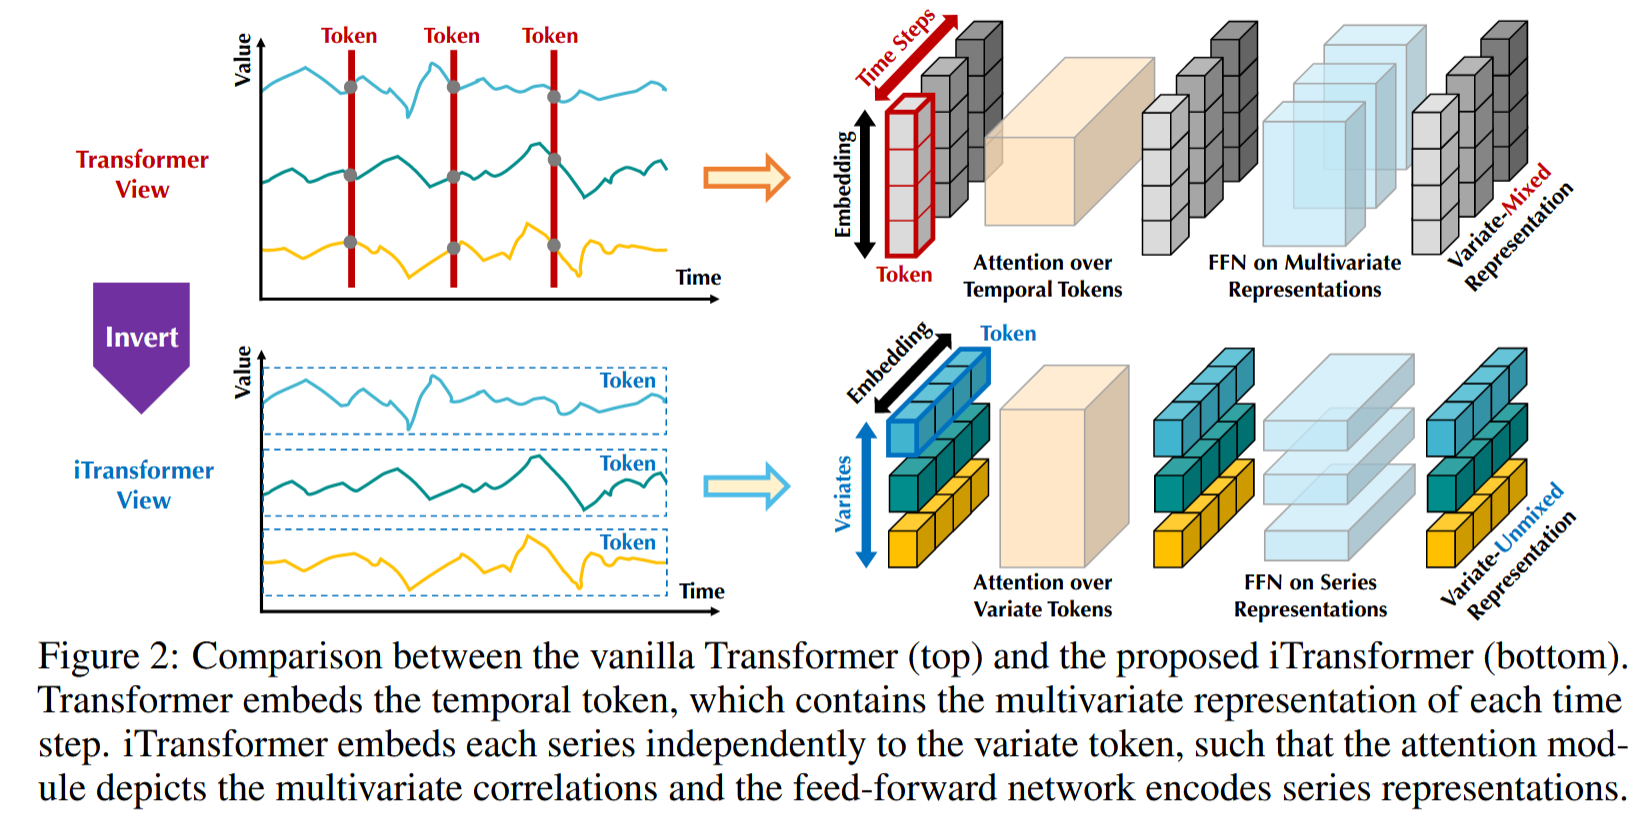 Token
Token
Token
Value
Transformer
View
Time
Time Steps
Embedding
Token
Attention over
Temporal Tokens
FFN on Multivariate
Representations
Variate-Mixed
Representation
Invert
Value
Token
Token
Token
iTransformer
View
Time
Embedding
Token
Variates
Attention over
Variate Tokens
FFN on Series
Representations
Variate-Unmixed
Representation
Figure 2: Comparison between the vanilla Transformer (top) and the proposed iTransformer (bottom).
Transformer embeds the temporal token, which contains the multivariate representation of each time
step. iTransformer embeds each series independently to the variate token, such that the attention mod-
ule depicts the multivariate correlations and the feed-forward network encodes series representations.